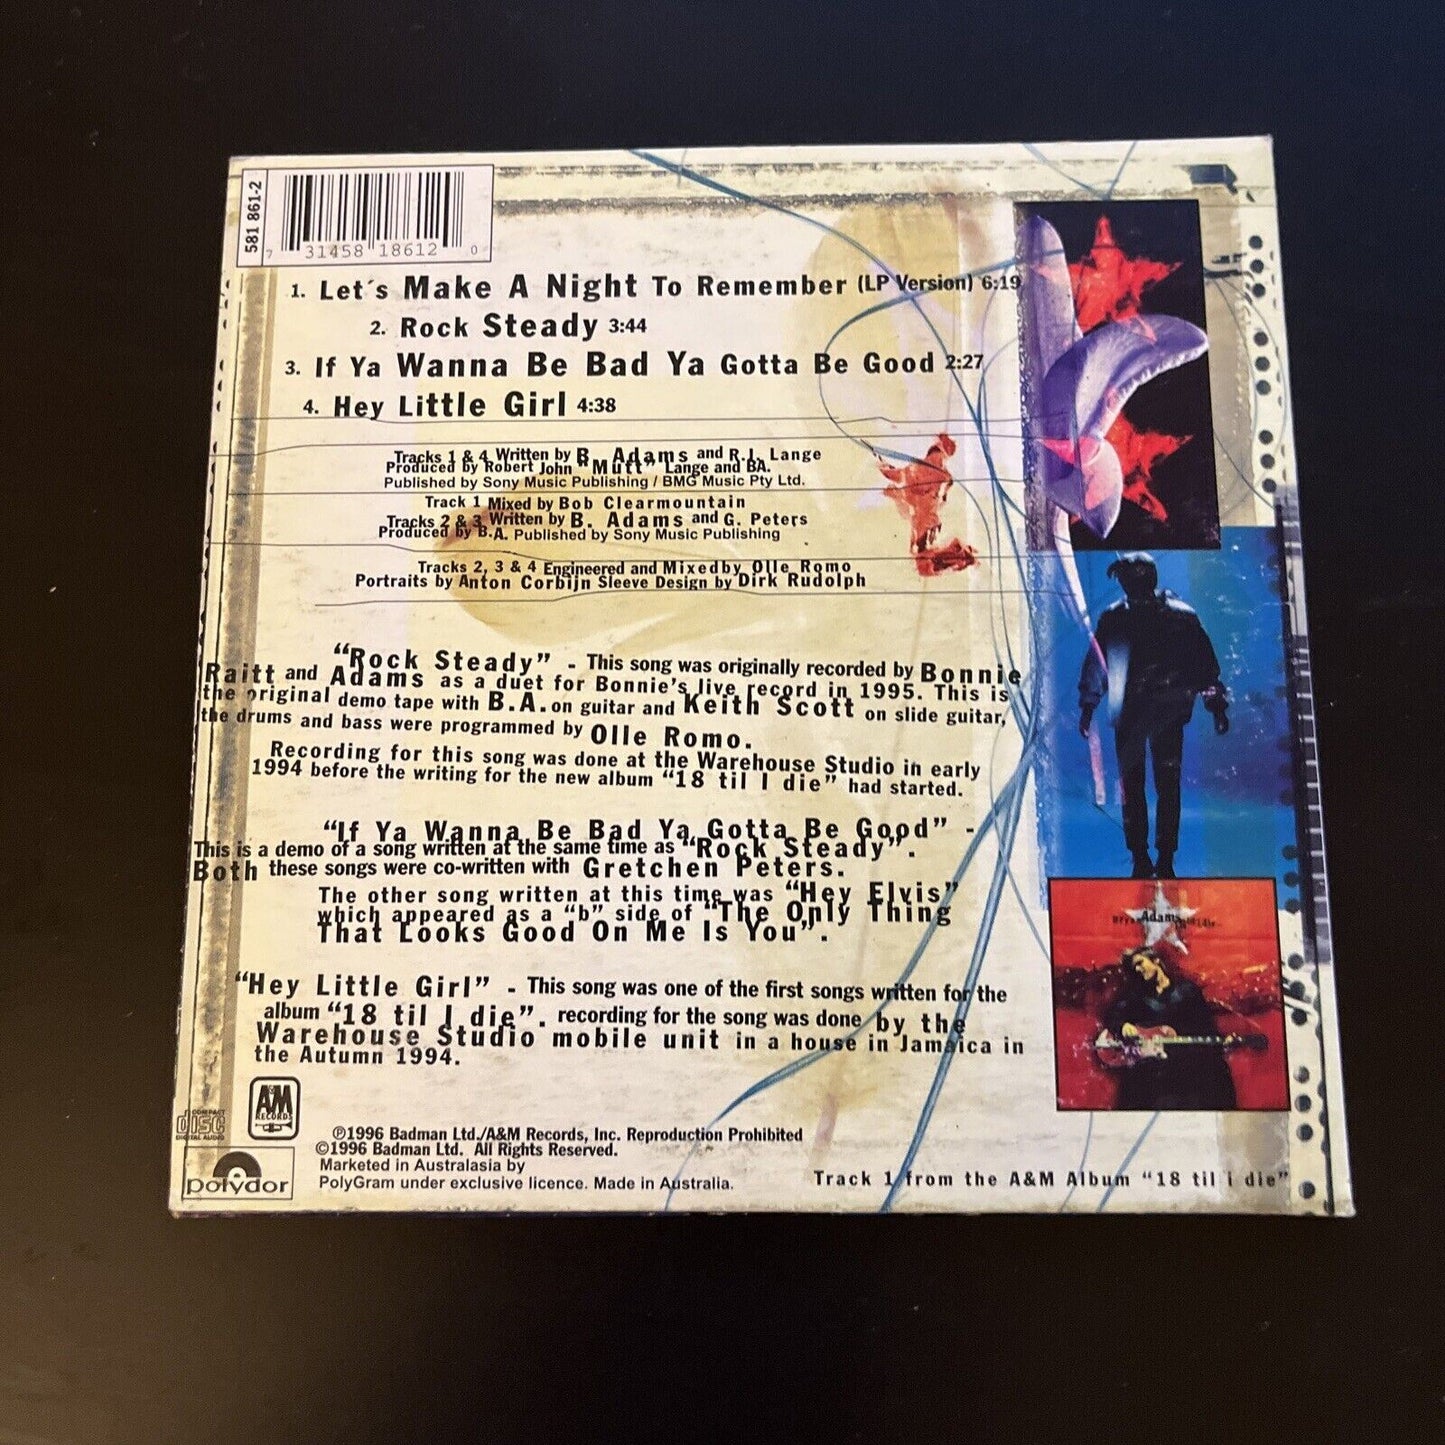 581 861-2
7 31458 18612 0
1. Let´s Make A Night To Remember (LP Version) 6:19
2. Rock Steady 3:44
3. If Ya Wanna Be Bad Ya Gotta Be Good 2:27
4. Hey Little Girl 4:38
Tracks 1 & 4 Written by B. Adams and R.J. Lange
Produced by Robert John "Mutt" Lange and BA.
Published by Sony Music Publishing / BMG Music Pty Ltd.
Track 1 Mixed by Bob Clearmountain
Tracks 2 & 3 Written by B. Adams and G. Peters
Produced by B.A. Published by Sony Music Publishing
Tracks 2, 3 & 4 Engineered and Mixed by Olle Romo
Portraits by Anton Corbijn Sleeve Design by Dirk Rudolph
"Rock Steady" - This song was originally recorded by Bonnie
Raitt and Adams as a duet for Bonnie's live record in 1995. This is
the original demo tape with B.A. on guitar and Keith Scott on slide guitar,
the drums and bass were programmed by Olle Romo.
Recording for this song was done at the Warehouse Studio in early
1994 before the writing for the new album "18 til I die" had started.
"If Ya Wanna Be Bad Ya Gotta Be Good" -
This is a demo of a song written at the same time as "Rock Steady".
Both these songs were co-written with Gretchen Peters.
The other song written at this time was "Hey Elvis"
which appeared as a "b" side of "The Only Thing
That Looks Good On Me Is You".
"Hey Little Girl" - This song was one of the first songs written for the
album "18 til I die". recording for the song was done by the
Warehouse Studio mobile unit in a house in Jamaica in
the Autumn 1994.
Bryan Adams 18 til I die
COMPACT
disc
DIGITAL AUDIO
A&M
RECORDS
polydor
℗1996 Badman Ltd./A&M Records, Inc. Reproduction Prohibited
©1996 Badman Ltd. All Rights Reserved.
Marketed in Australasia by
PolyGram under exclusive licence. Made in Australia.
Track 1 from the A&M Album "18 til i die"